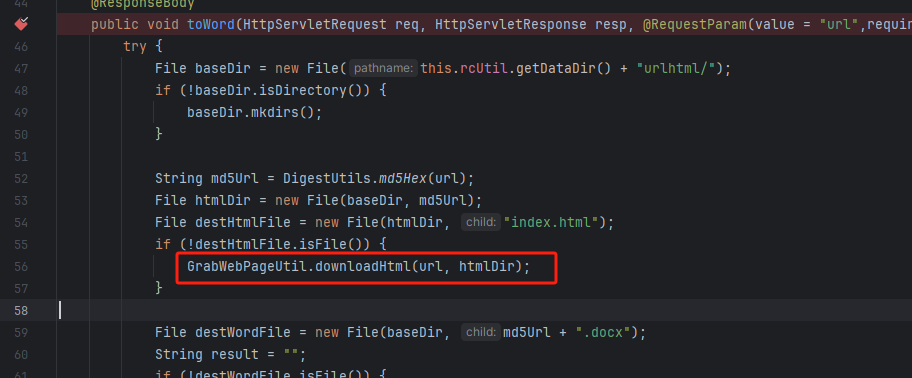 44 @ResponseBody
public void toWord(HttpServletRequest req, HttpServletResponse resp, @RequestParam(value = "url",requir
46 try {
47 File baseDir = new File( pathname: this.rcUtil.getDataDir() + "urlhtml/");
48 if (!baseDir.isDirectory()) {
49 baseDir.mkdirs();
50 }
51
52 String md5Url = DigestUtils.md5Hex(url);
53 File htmlDir = new File(baseDir, md5Url);
54 File destHtmlFile = new File(htmlDir, child: "index.html");
55 if (!destHtmlFile.isFile()) {
56 GrabWebPageUtil.downloadHtml(url, htmlDir);
57 }
58
59 File destWordFile = new File(baseDir, child: md5Url + ".docx");
60 String result = "";
61 if (!destWordFile.isFile()) {